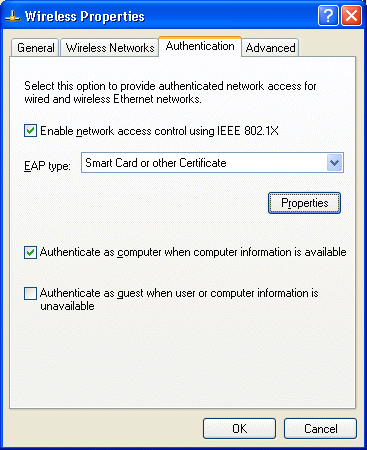 Wireless Properties
General Wireless Networks Authentication Advanced
Select this option to provide authenticated network access for
wired and wireless Ethernet networks.
Enable network access control using IEEE 802.1X
EAP type: Smart Card or other Certificate
Properties
Authenticate as computer when computer information is available
Authenticate as guest when user or computer information is
unavailable
OK Cancel